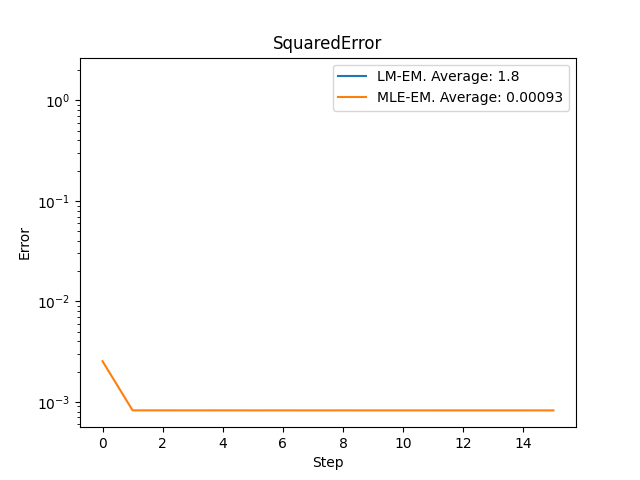 SquaredError
LM-EM. Average: 1.8
MLE-EM. Average: 0.00093
10⁰
10⁻¹
10⁻²
10⁻³
Error
0 2 4 6 8 10 12 14
Step